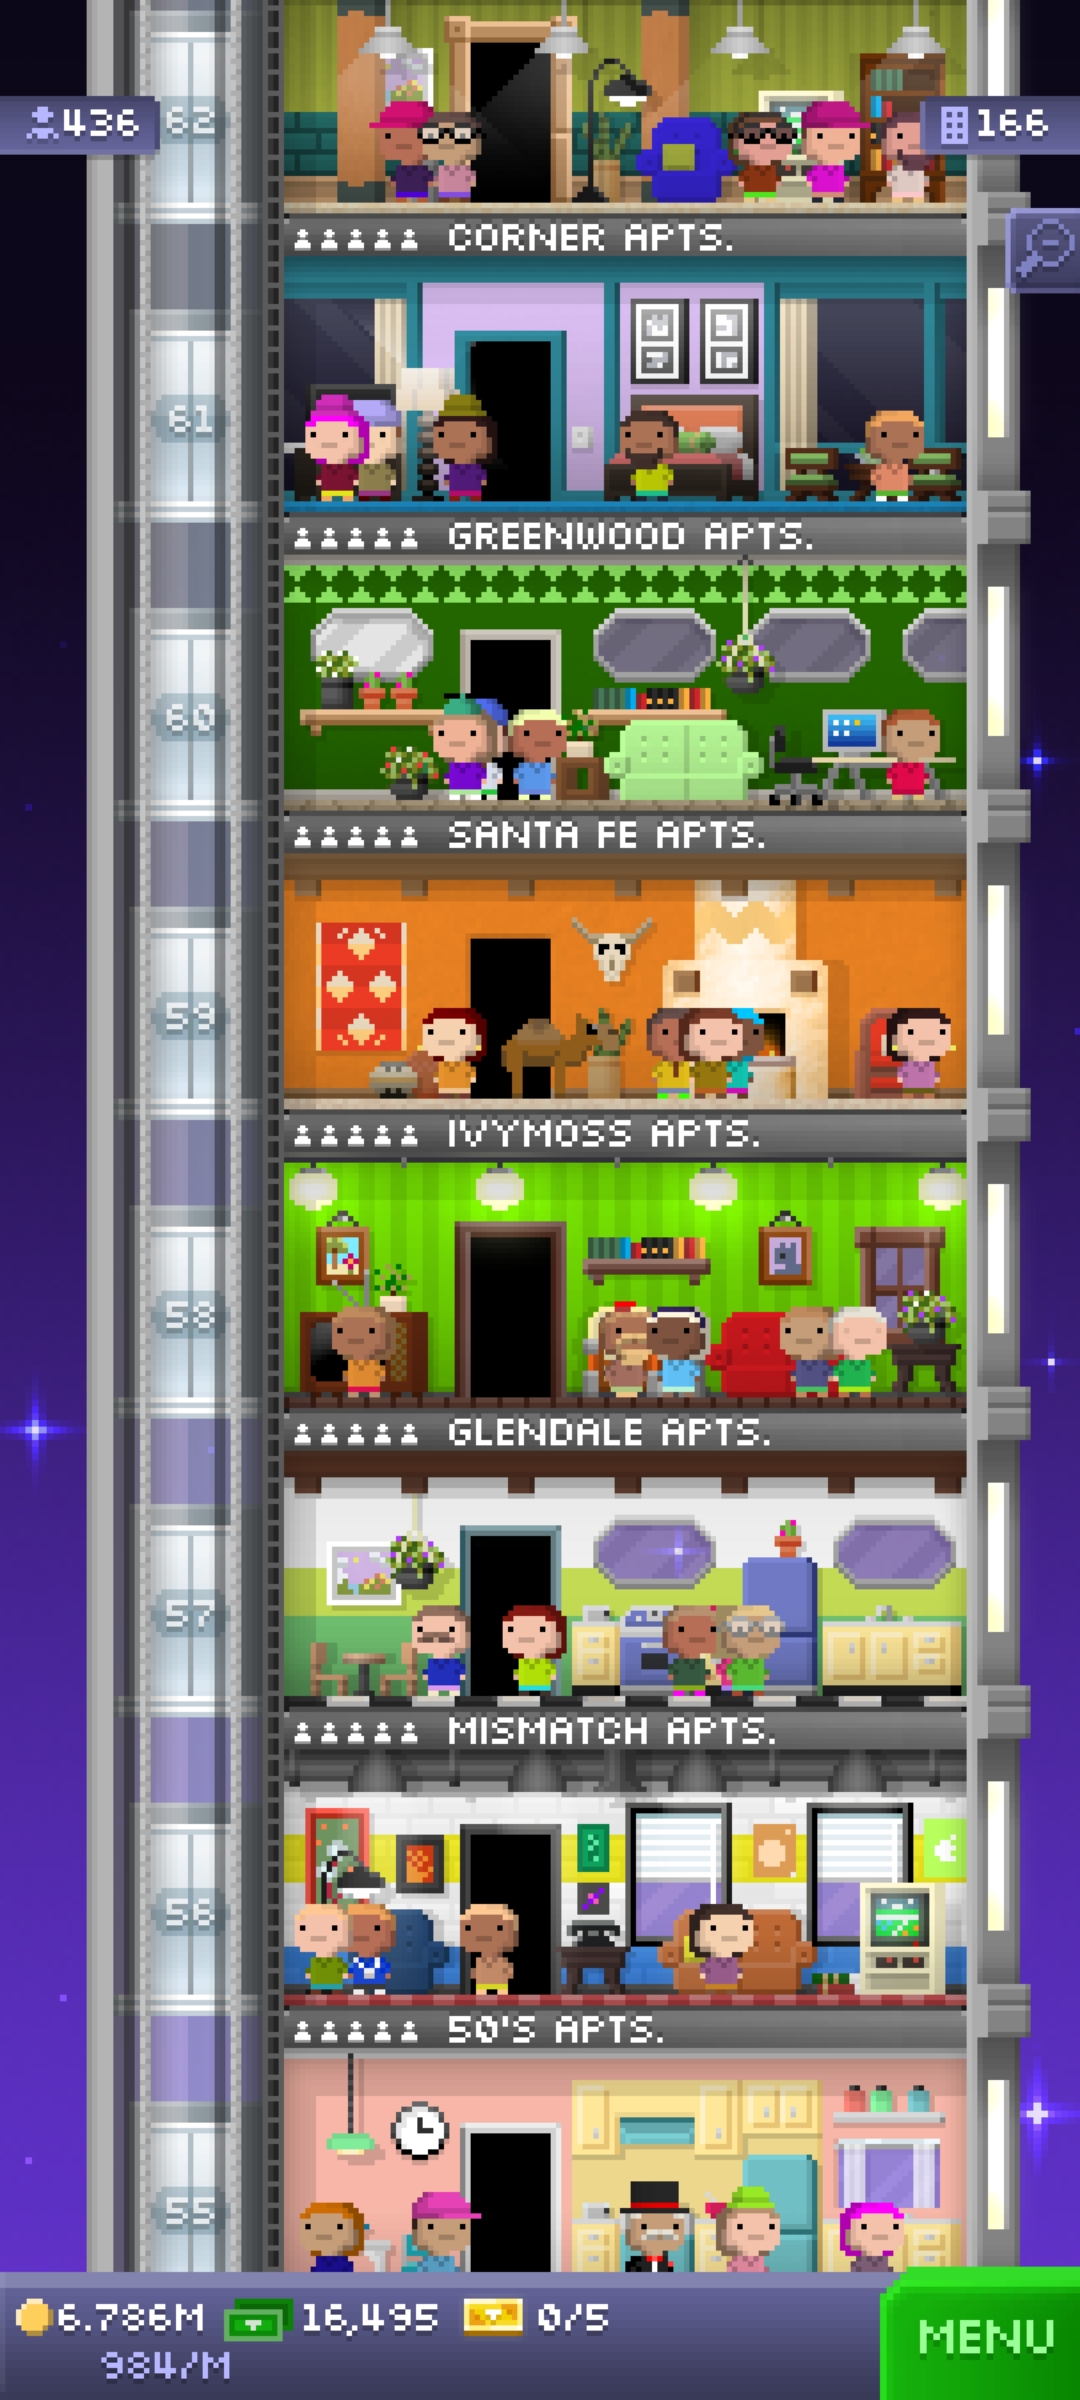 436
62
166
CORNER APTS.
61
GREENWOOD APTS.
60
SANTA FE APTS.
59
IVYMOSS APTS.
58
GLENDALE APTS.
57
MISMATCH APTS.
56
50'S APTS.
55
6.786M 16,495 0/5
984/M
MENU